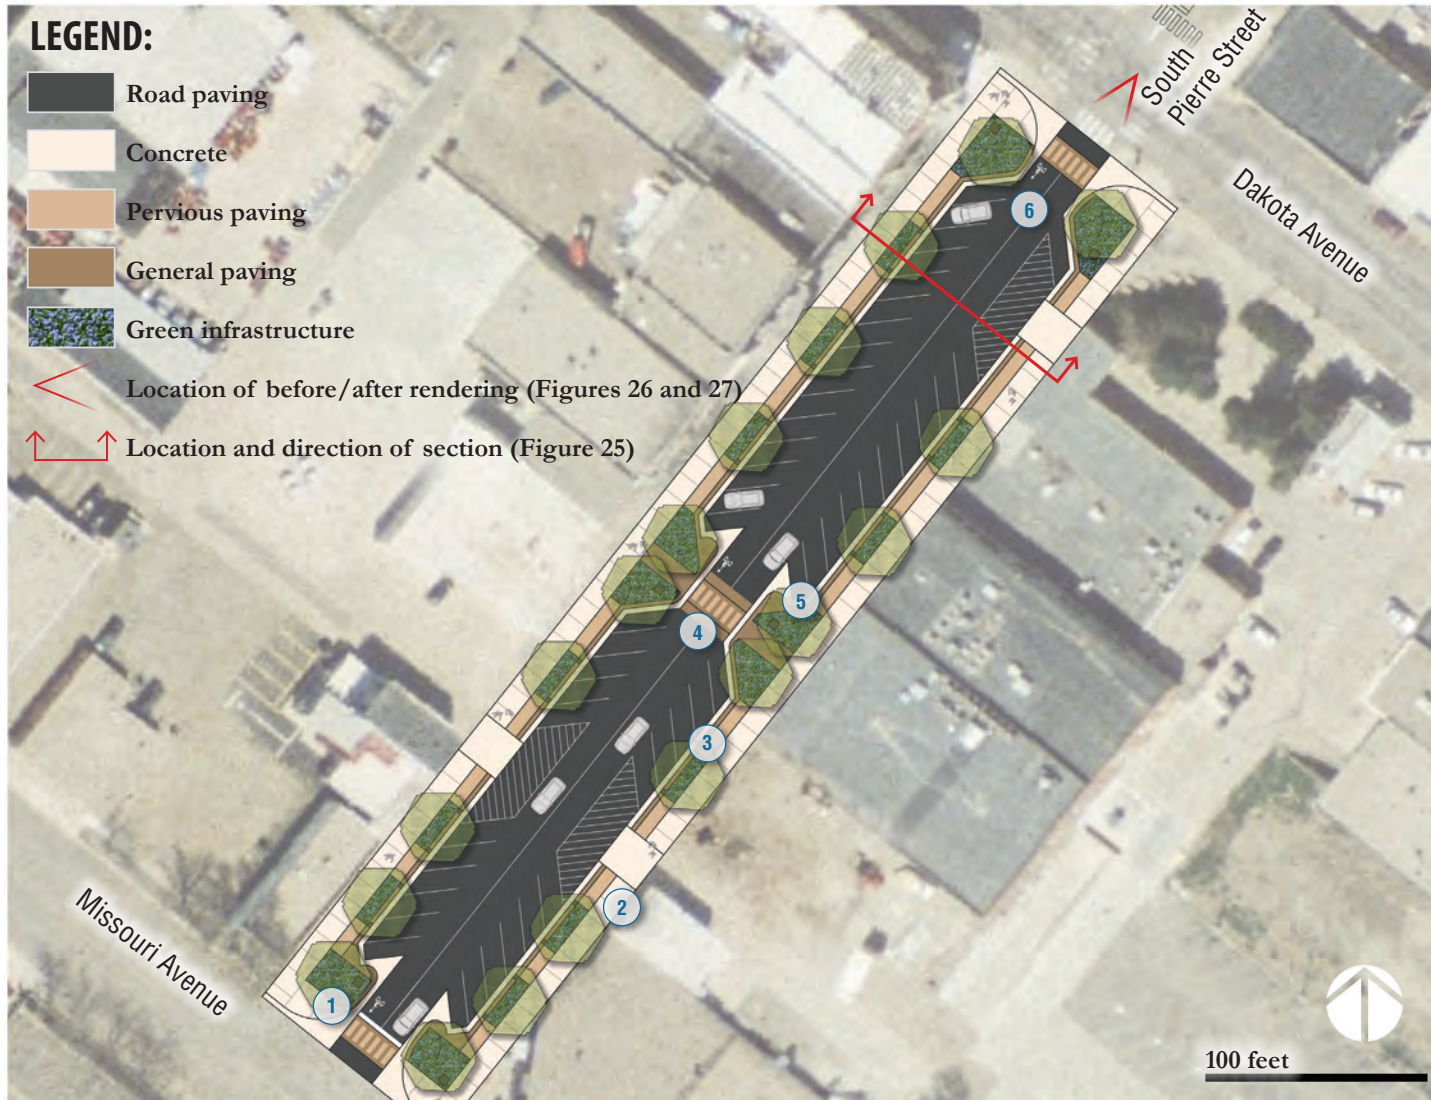 LEGEND:
Road paving
Concrete
Pervious paving
General paving
Green infrastructure
Location of before/after rendering (Figures 26 and 27)
Location and direction of section (Figure 25)
South
Pierre Street
Dakota Avenue
Missouri Avenue
6
5
4
3
2
1
100 feet